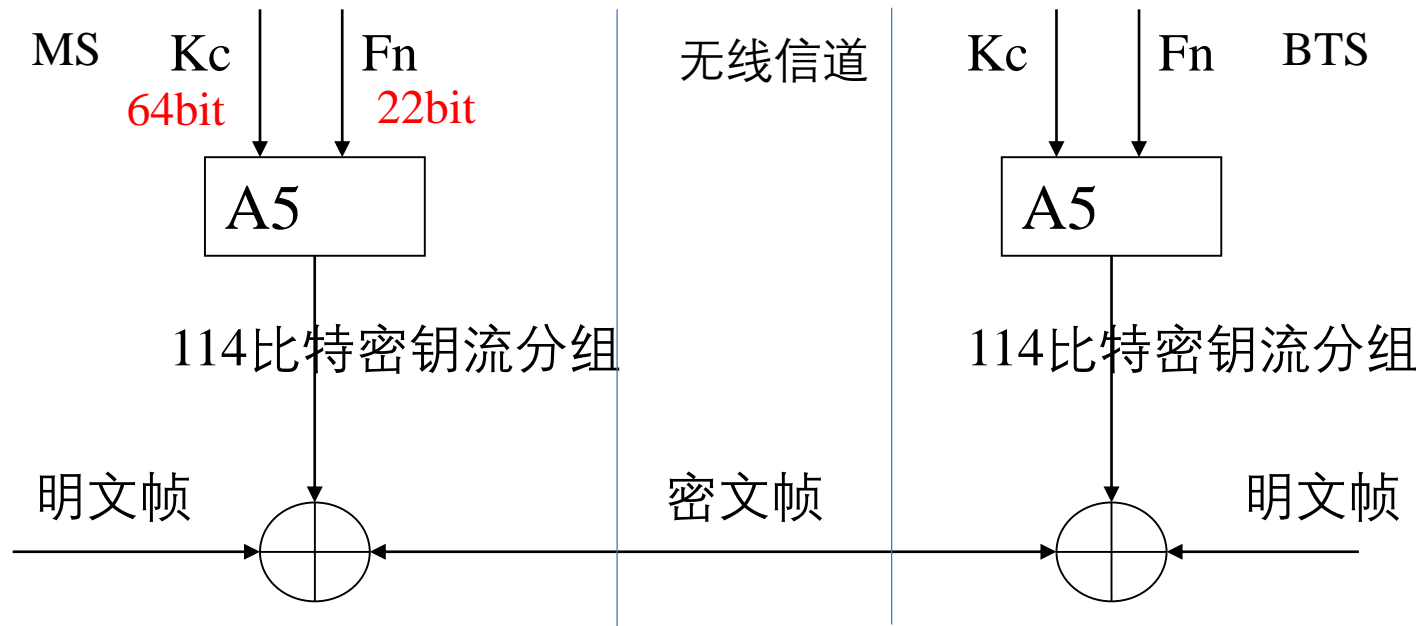 MS
Kc
Fn
无线信道
Kc
Fn
BTS
64bit
22bit
A5
A5
114比特密钥流分组
114比特密钥流分组
明文帧
密文帧
明文帧